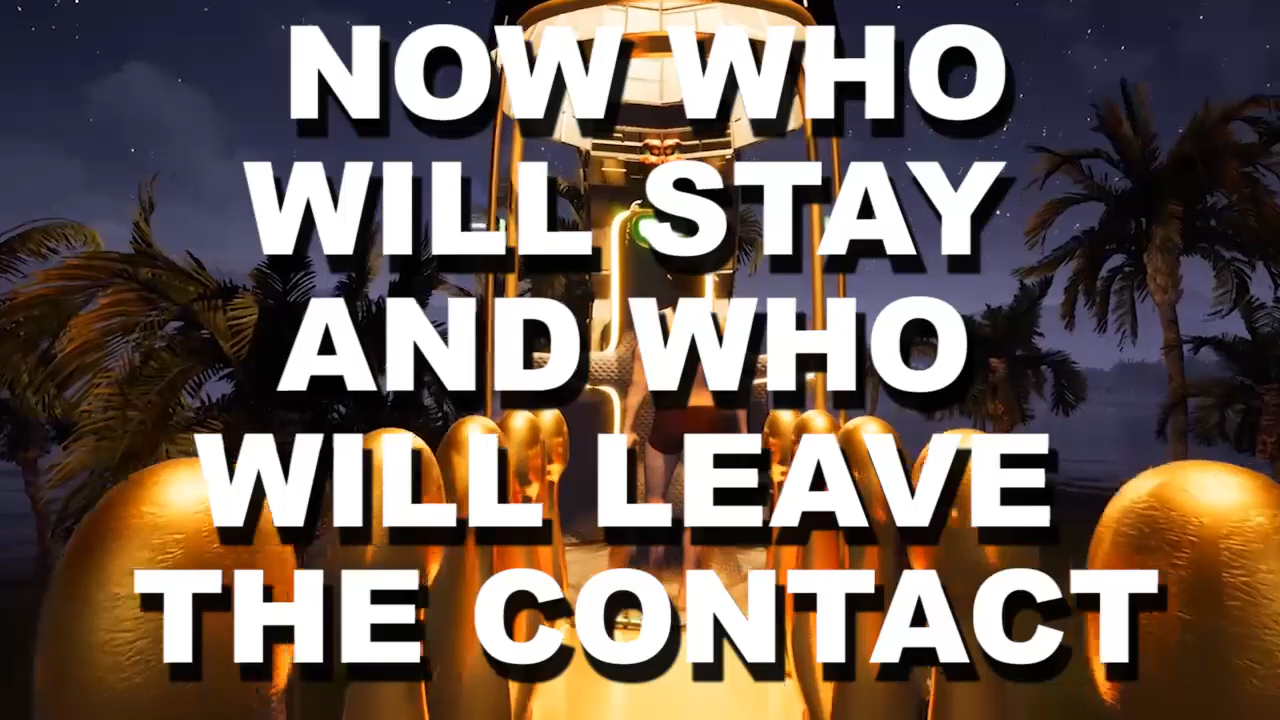 NOW WHO
WILL STAY
AND WHO
WILL LEAVE
THE CONTACT